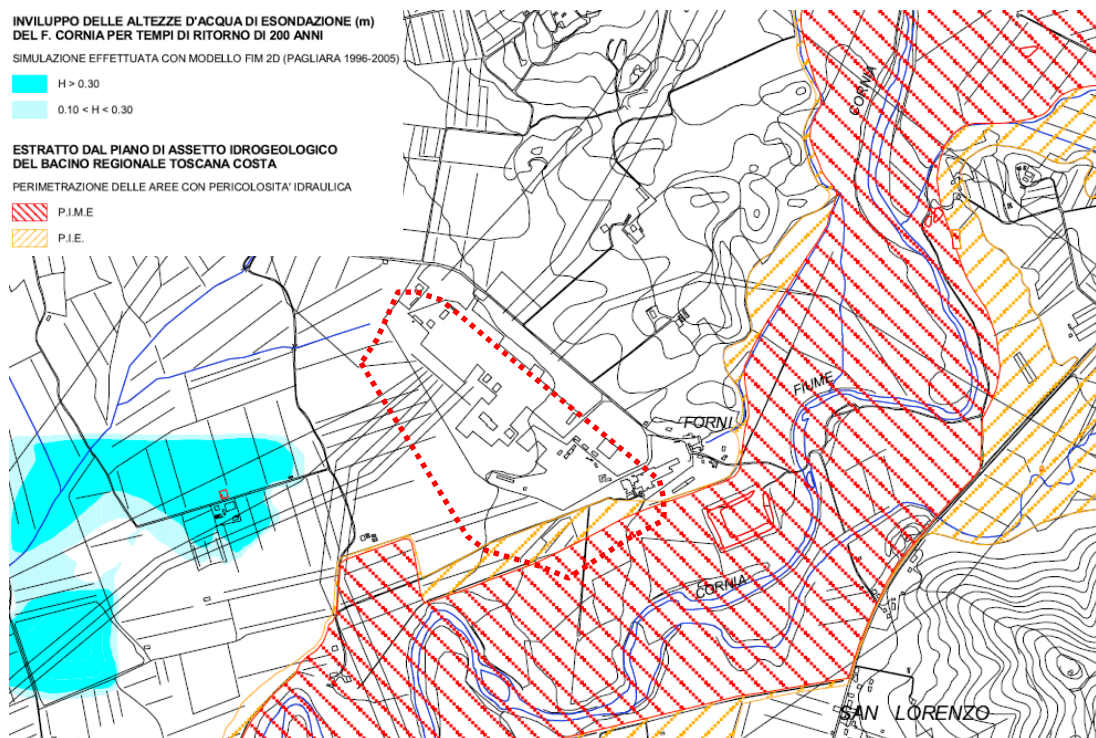 INVILUPPO DELLE ALTEZZE D'ACQUA DI ESONDAZIONE (m)
DEL F. CORNIA PER TEMPI DI RITORNO DI 200 ANNI
SIMULAZIONE EFFETTUATA CON MODELLO FIM 2D (PAGLIARA 1996-2005)
H > 0.30
0.10 < H < 0.30
ESTRATTO DAL PIANO DI ASSETTO IDROGEOLOGICO
DEL BACINO REGIONALE TOSCANA COSTA
PERIMETRAZIONE DELLE AREE CON PERICOLOSITA' IDRAULICA
P.I.M.E
P.I.E.
CORNIA
FIUME
FORNI
CORNIA
SAN LORENZO